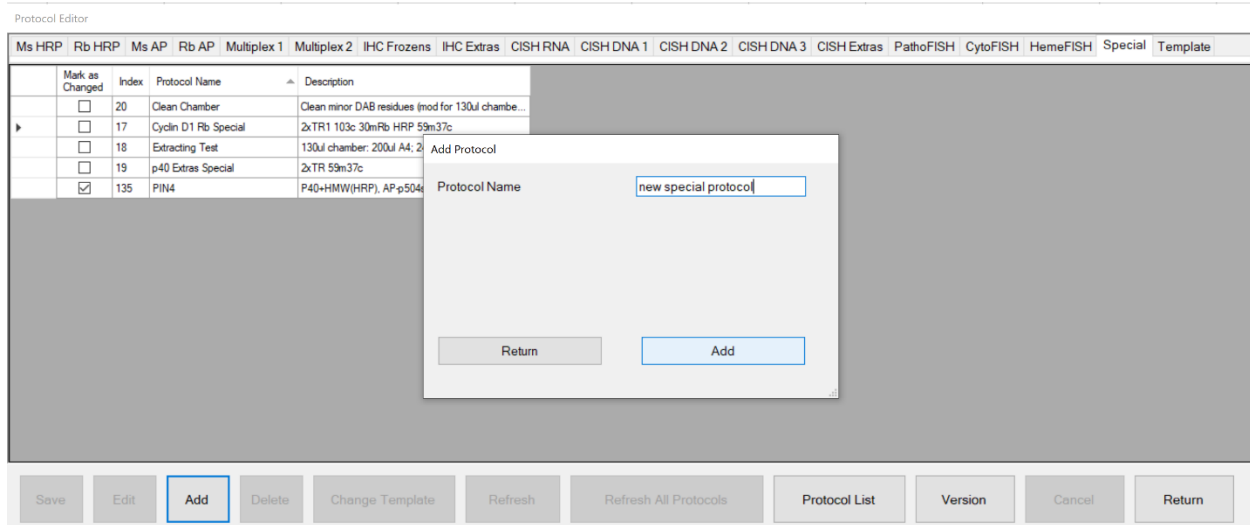 Protocol Editor
Ms HRP Rb HRP Ms AP Rb AP Multiplex 1 Multiplex 2 IHC Frozens IHC Extras CISH RNA CISH DNA 1 CISH DNA 2 CISH DNA 3 CISH Extras PathoFISH CytoFISH HemeFISH Special Template
Mark as Changed Index Protocol Name Description
20 Clean Chamber Clean minor DAB residues (mod for 130ul chambe...
17 Cyclin D1 Rb Special 2xTR1 103c 30mRb HRP 59m37c
18 Extracting Test 130ul chamber: 200ul A4; 2
19 p40 Extras Special 2xTR 59m37c
135 PIN4 P40+HMW(HRP), AP-p504s
Add Protocol
Protocol Name new special protocol
Return Add
Save Edit Add Delete Change Template Refresh Refresh All Protocols Protocol List Version Cancel Return